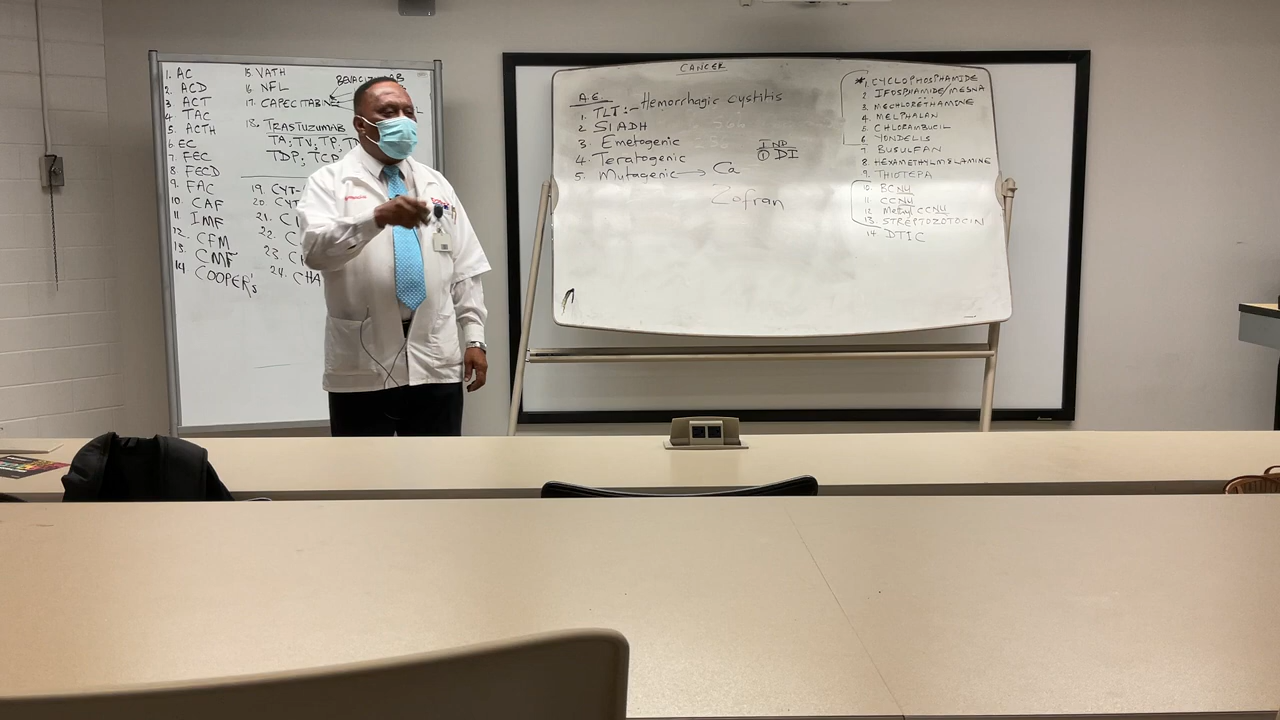 1. AC
2. ACD
3 ACT
4 TAC
5. ACTH
6. EC
7. FEC
8. FECD
9. FAC
10. CAF
11 IMF
12. CFM
13. CMF
14 COOPER's
15. VATH
16. NFL
17. CAPECITABINE
18. TRASTUZUMAB
TA; TV; TP;
TDP; TCP
19. CYT-
20. CYT
21. C
22. C
23. C
24. CHA
CANCER
A.E.
1. TLT:- Hemorrhagic cystitis
2 SIADH
3. Emetogenic
4. Teratogenic
5. Mutagenic → Ca
IND
① DI
Zofran
*1. CYCLOPHOSPHAMIDE
2 IFOSPHAMIDE/MESNA
3. MECHLORETHAMINE
4. MELPHALAN
5. CHLORAMBUCIL
6. YONDELIS
7. BUSULFAN
8. HEXAMETHYLMELAMINE
9. THIOTEPA
10. BCNU
11. CCNU
12 Methyl CCNU
13. STREPTOZOTOCIN
14. DTIC